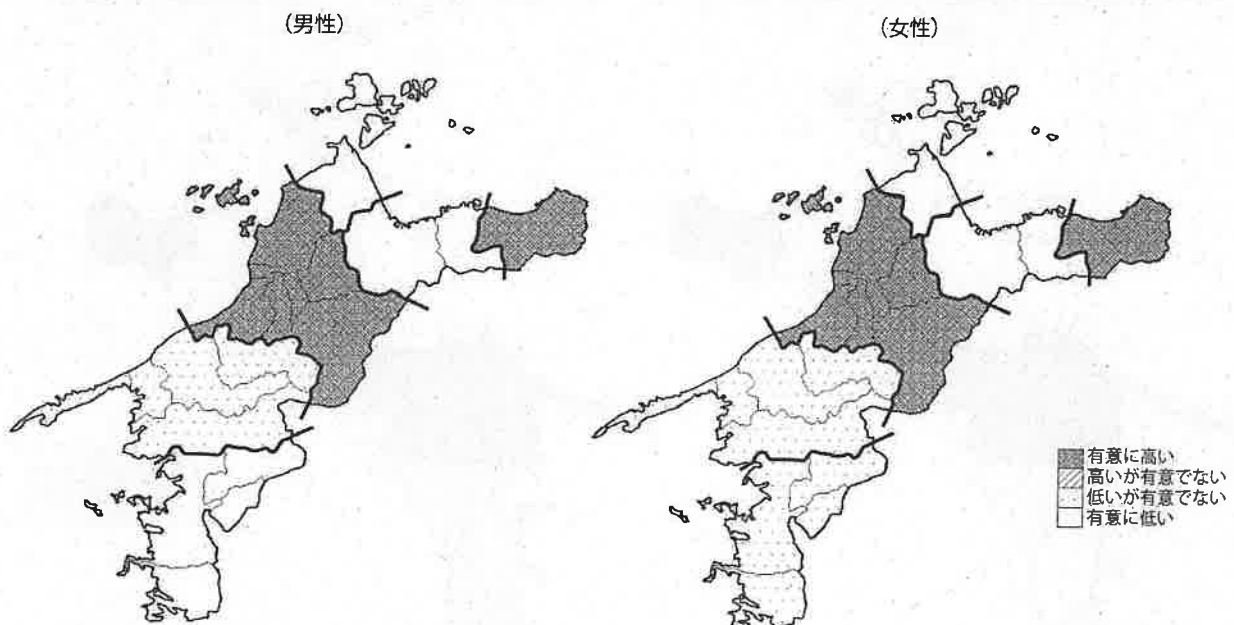 （男性）
（女性）
有意に高い
高いが有意でない
低いが有意でない
有意に低い